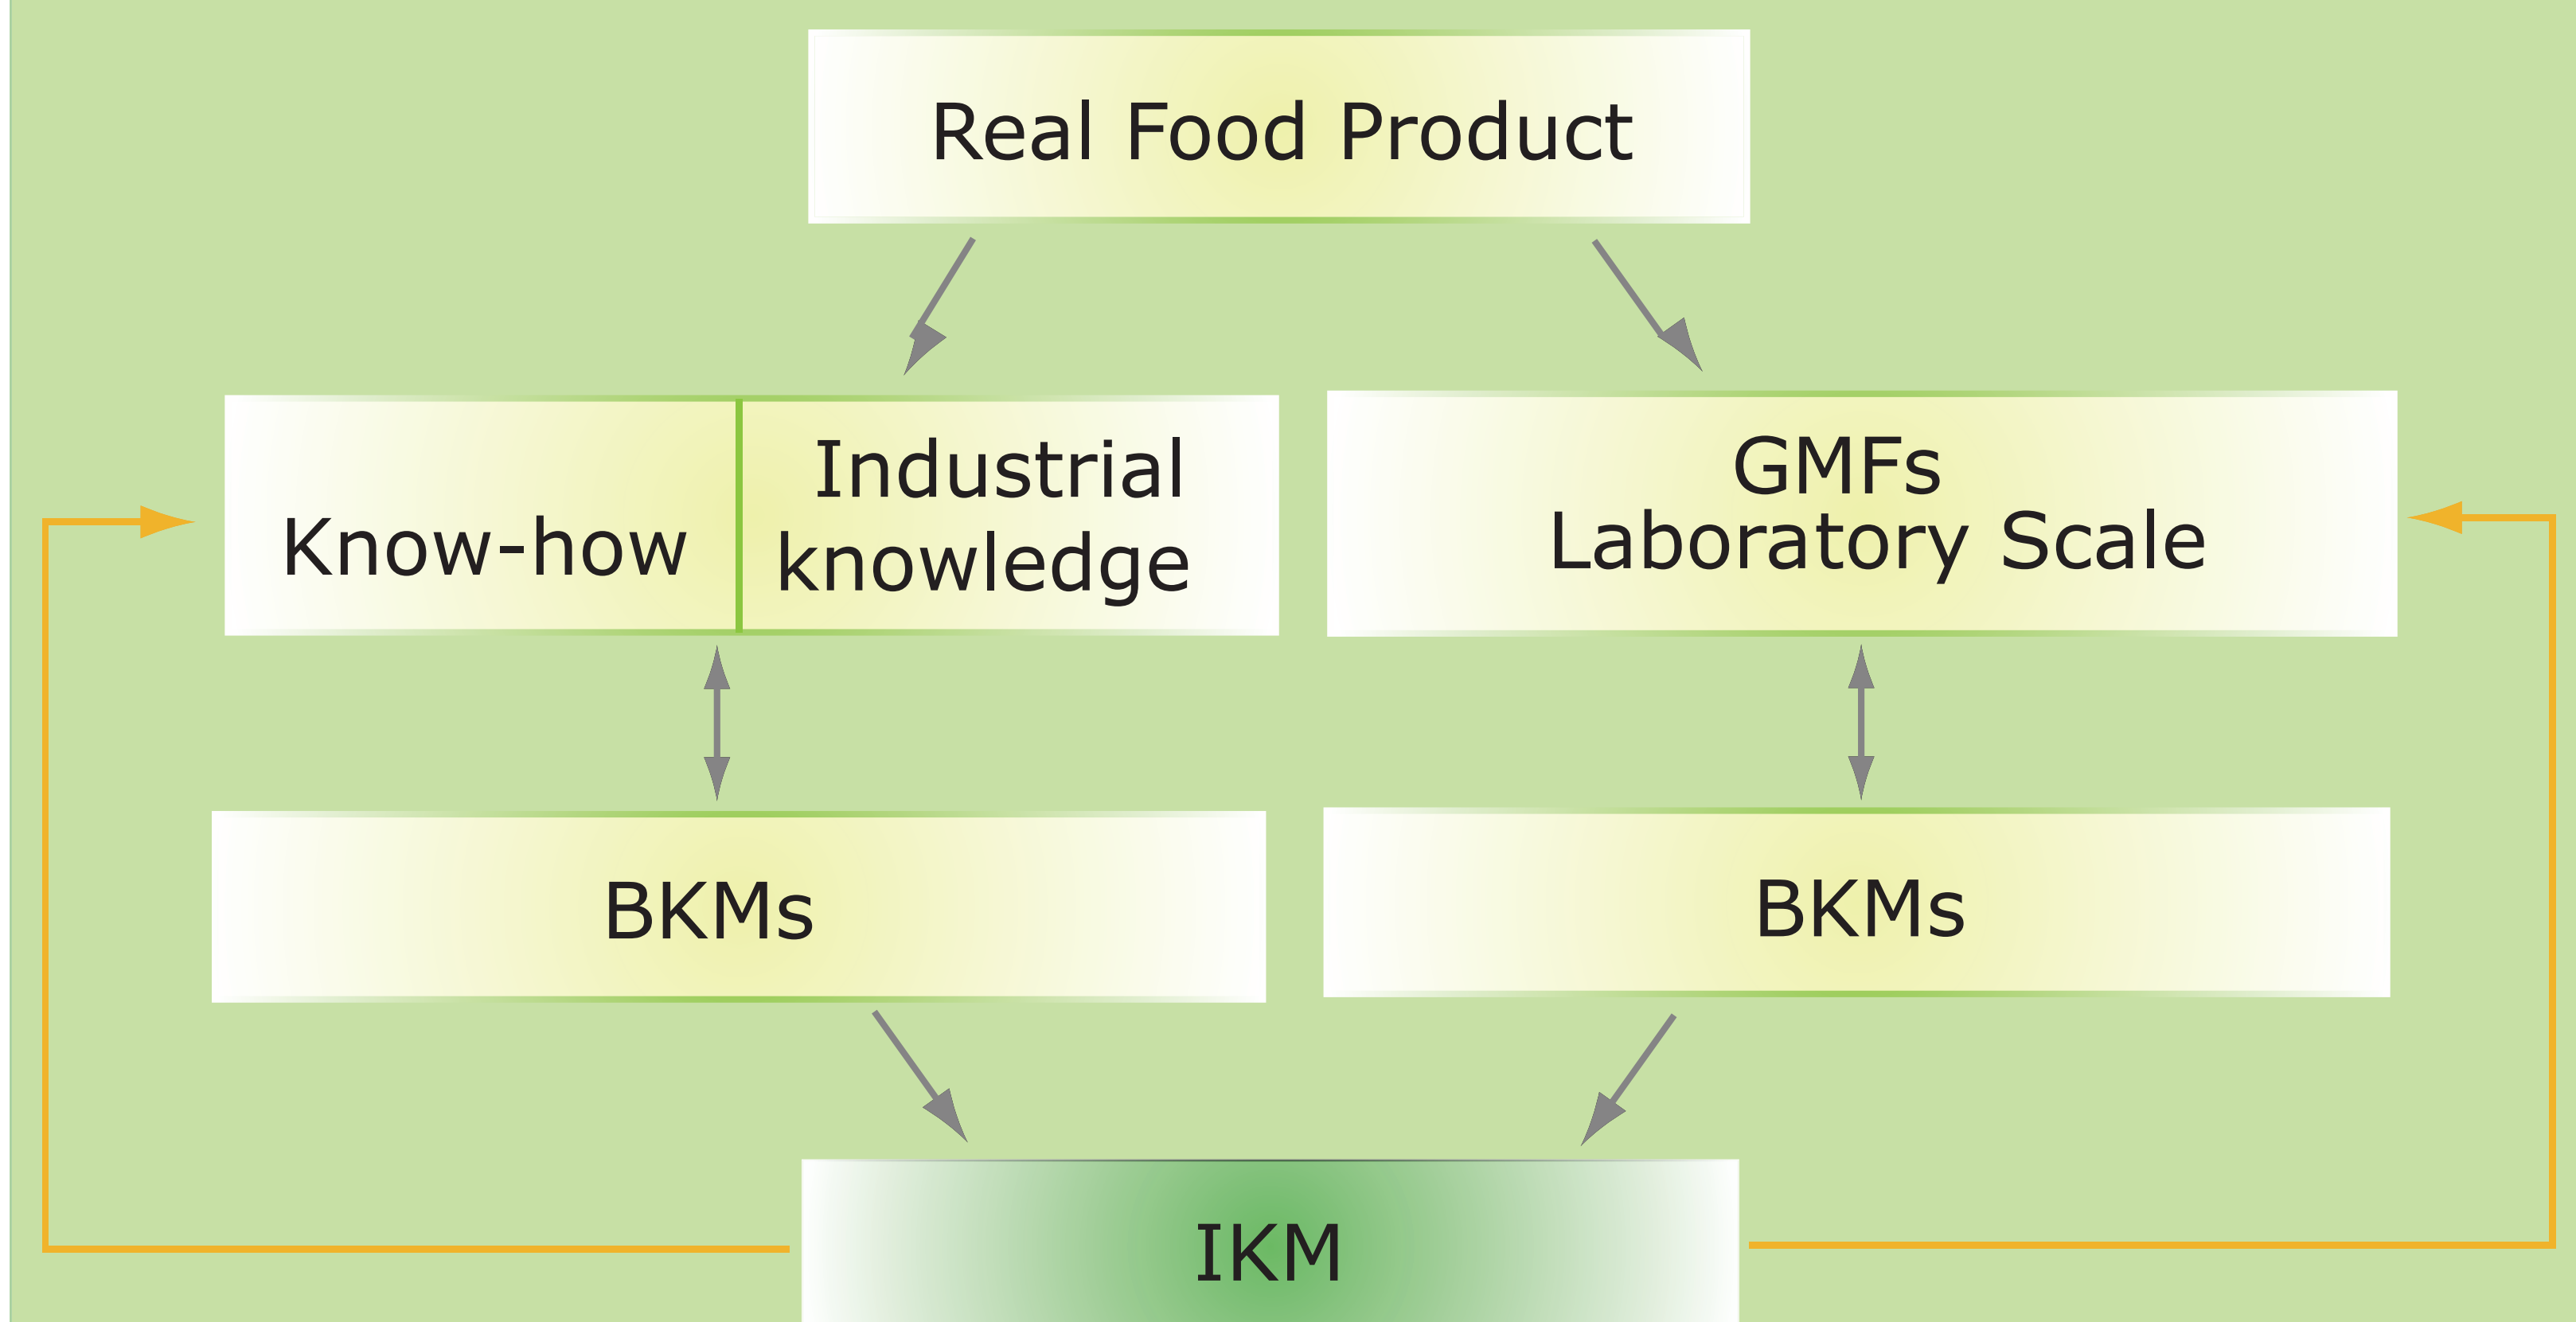 Real Food Product
Know-how
Industrial
knowledge
GMFs
Laboratory Scale
BKMs
BKMs
IKM